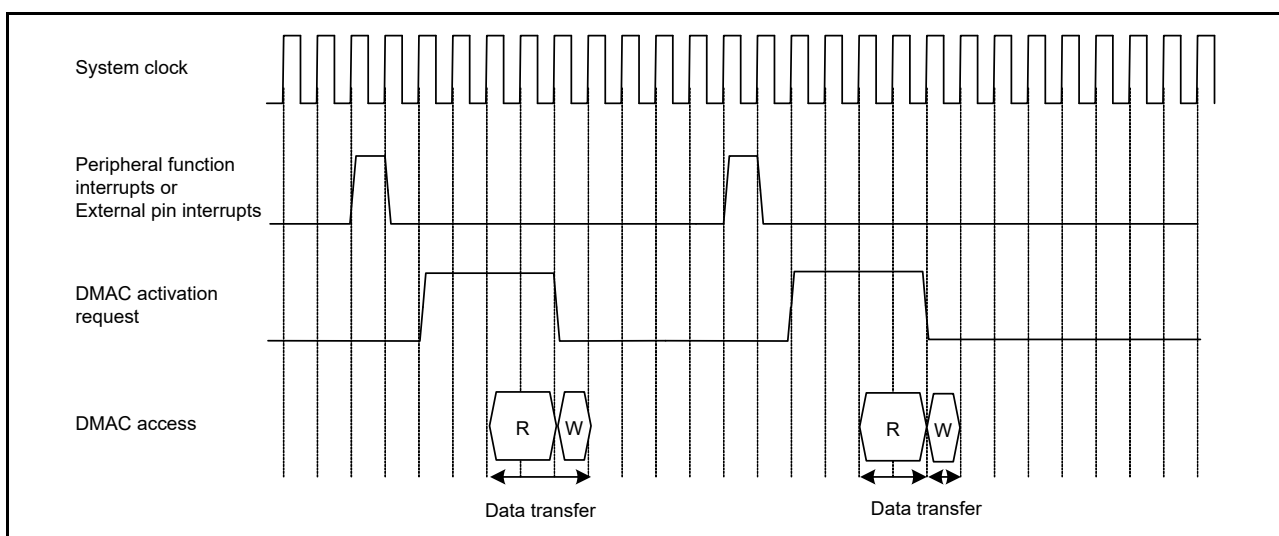 System clock
Peripheral function
interrupts or
External pin interrupts
DMAC activation
request
DMAC access
R
W
R
W
Data transfer
Data transfer